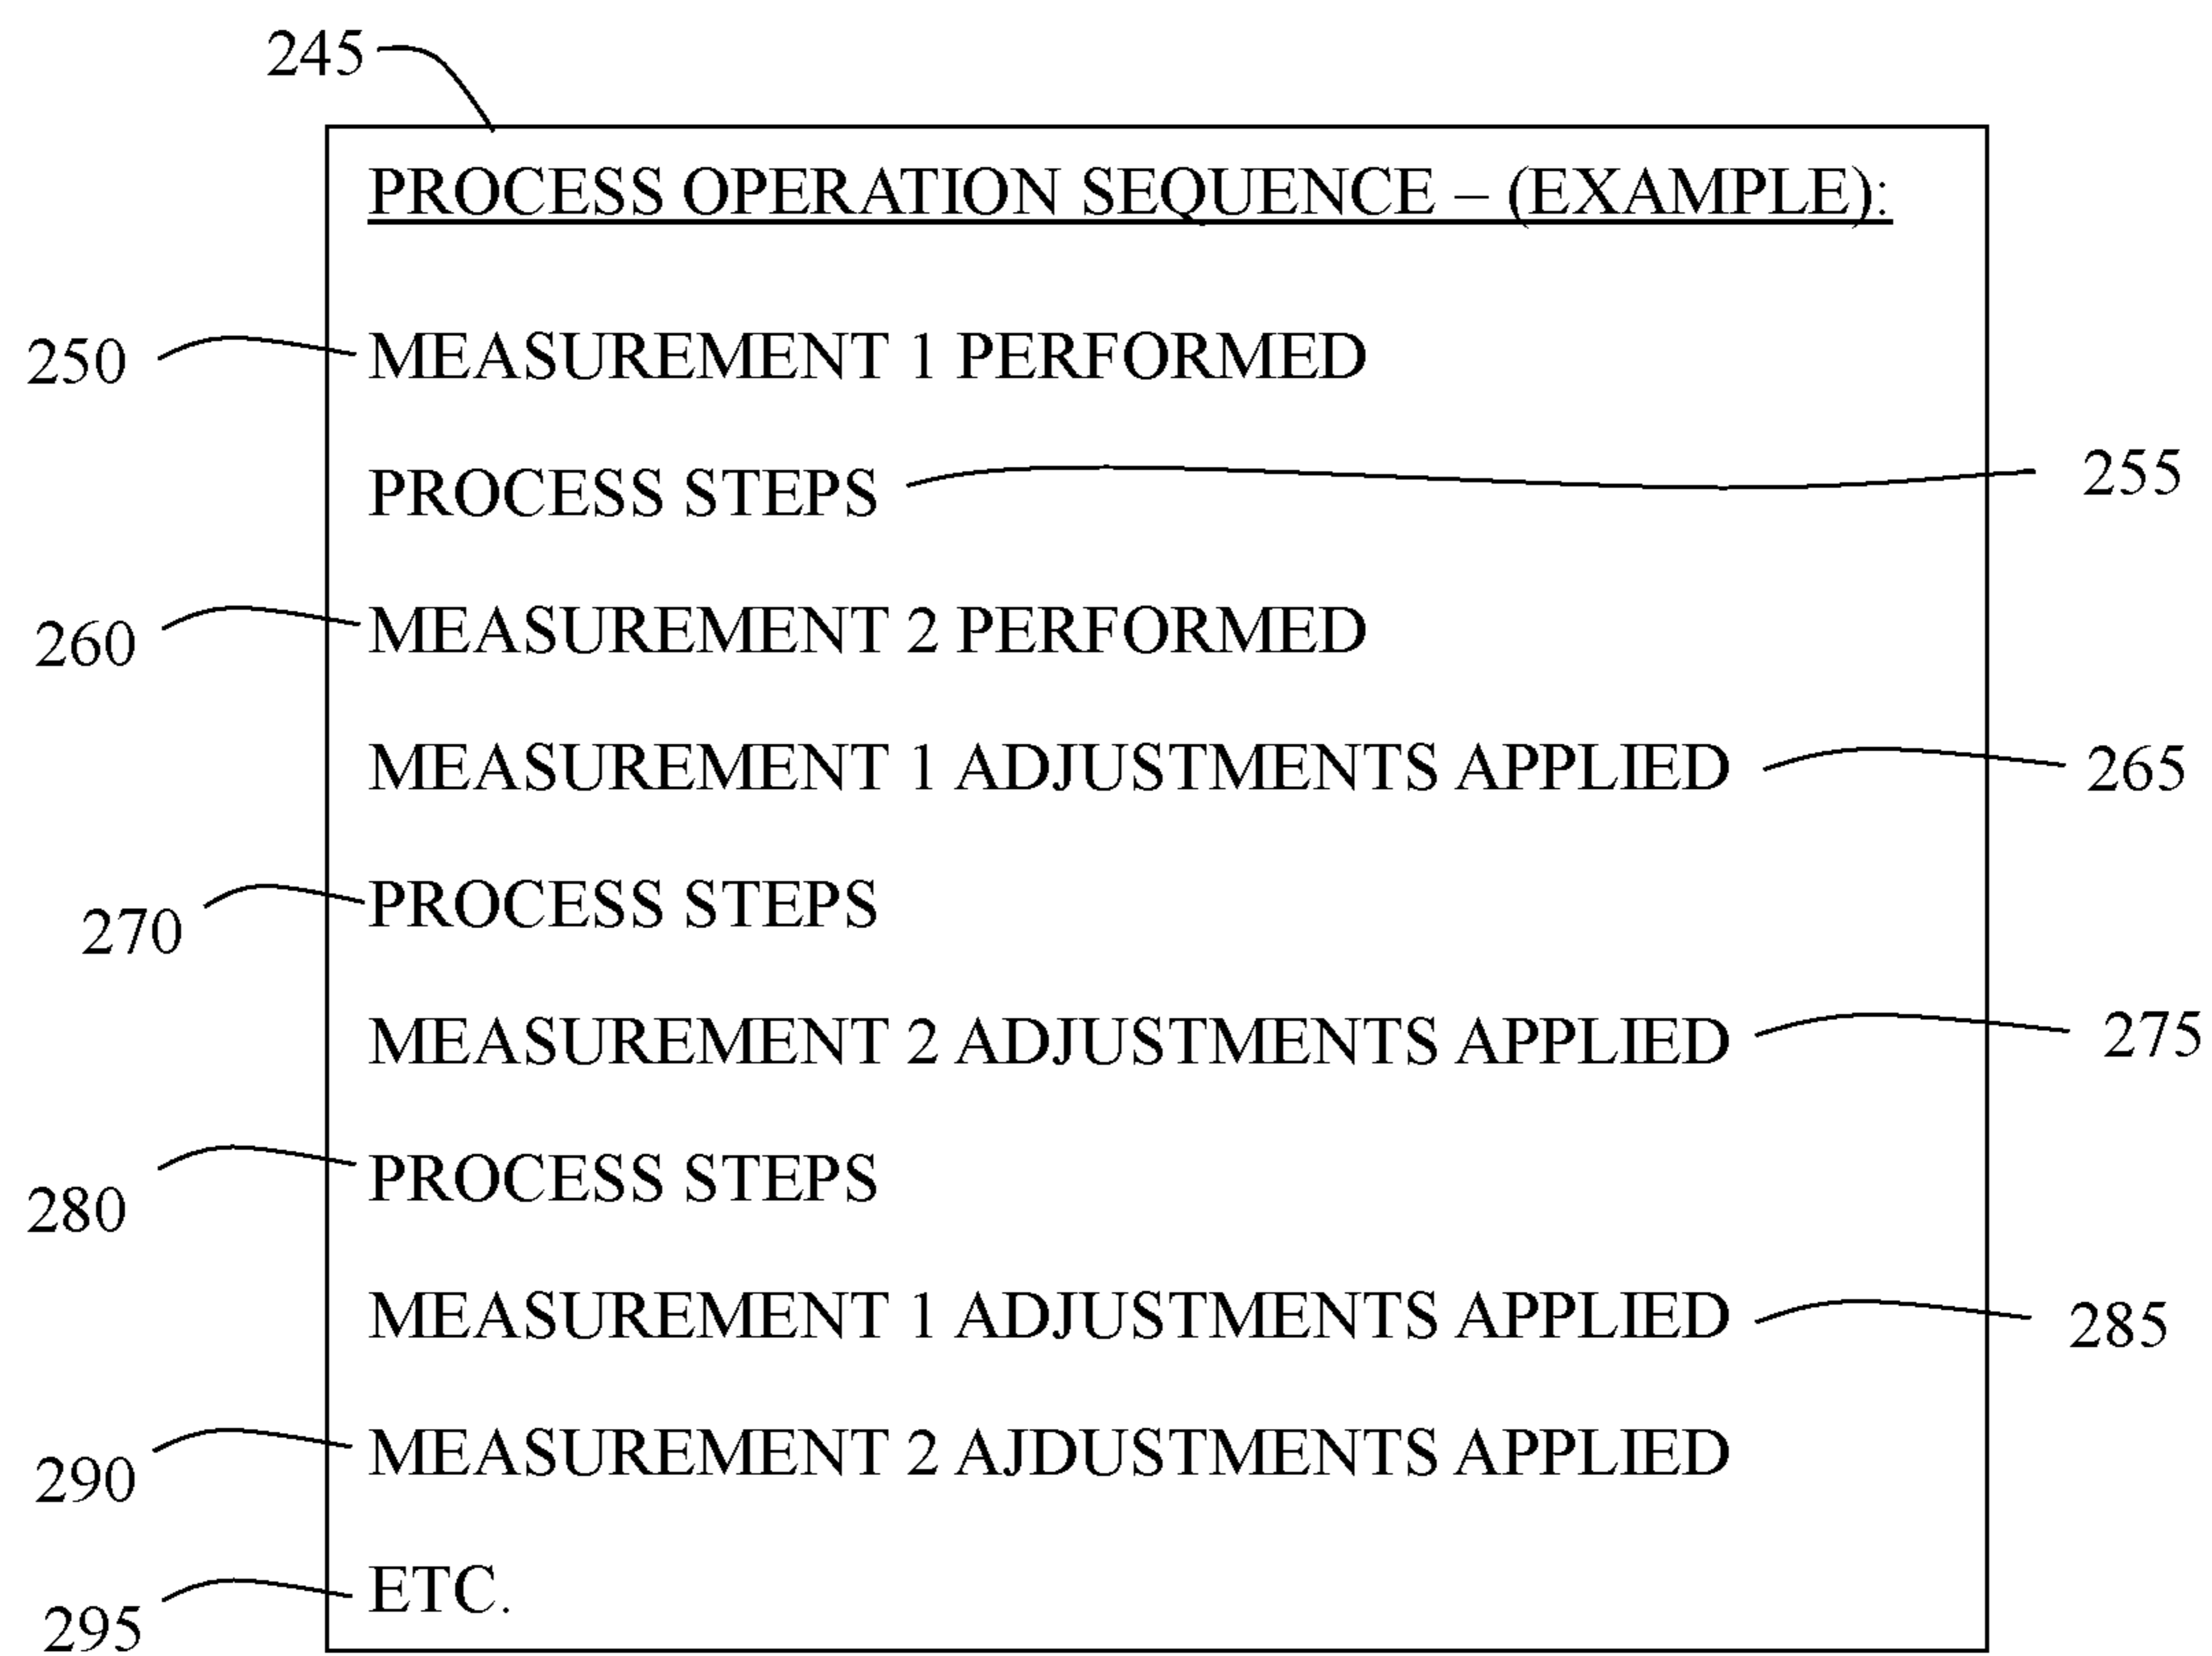 245
PROCESS OPERATION SEQUENCE – (EXAMPLE):
250 MEASUREMENT 1 PERFORMED
PROCESS STEPS 255
260 MEASUREMENT 2 PERFORMED
MEASUREMENT 1 ADJUSTMENTS APPLIED 265
270 PROCESS STEPS
MEASUREMENT 2 ADJUSTMENTS APPLIED 275
280 PROCESS STEPS
MEASUREMENT 1 ADJUSTMENTS APPLIED 285
290 MEASUREMENT 2 AJDUSTMENTS APPLIED
295 ETC.